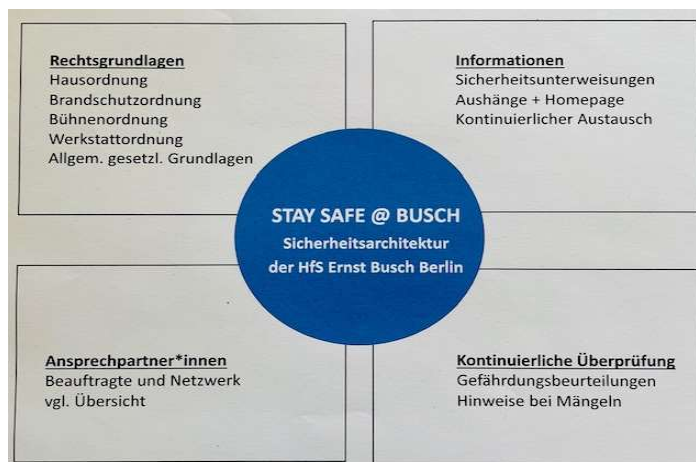 Rechtsgrundlagen
Hausordnung
Brandschutzordnung
Bühnenordnung
Werkstattordnung
Allgem. gesetzl. Grundlagen
Informationen
Sicherheitsunterweisungen
Aushänge + Homepage
Kontinuierlicher Austausch
STAY SAFE @ BUSCH
Sicherheitsarchitektur
der HfS Ernst Busch Berlin
Ansprechpartner*innen
Beauftragte und Netzwerk
vgl. Übersicht
Kontinuierliche Überprüfung
Gefährdungsbeurteilungen
Hinweise bei Mängeln